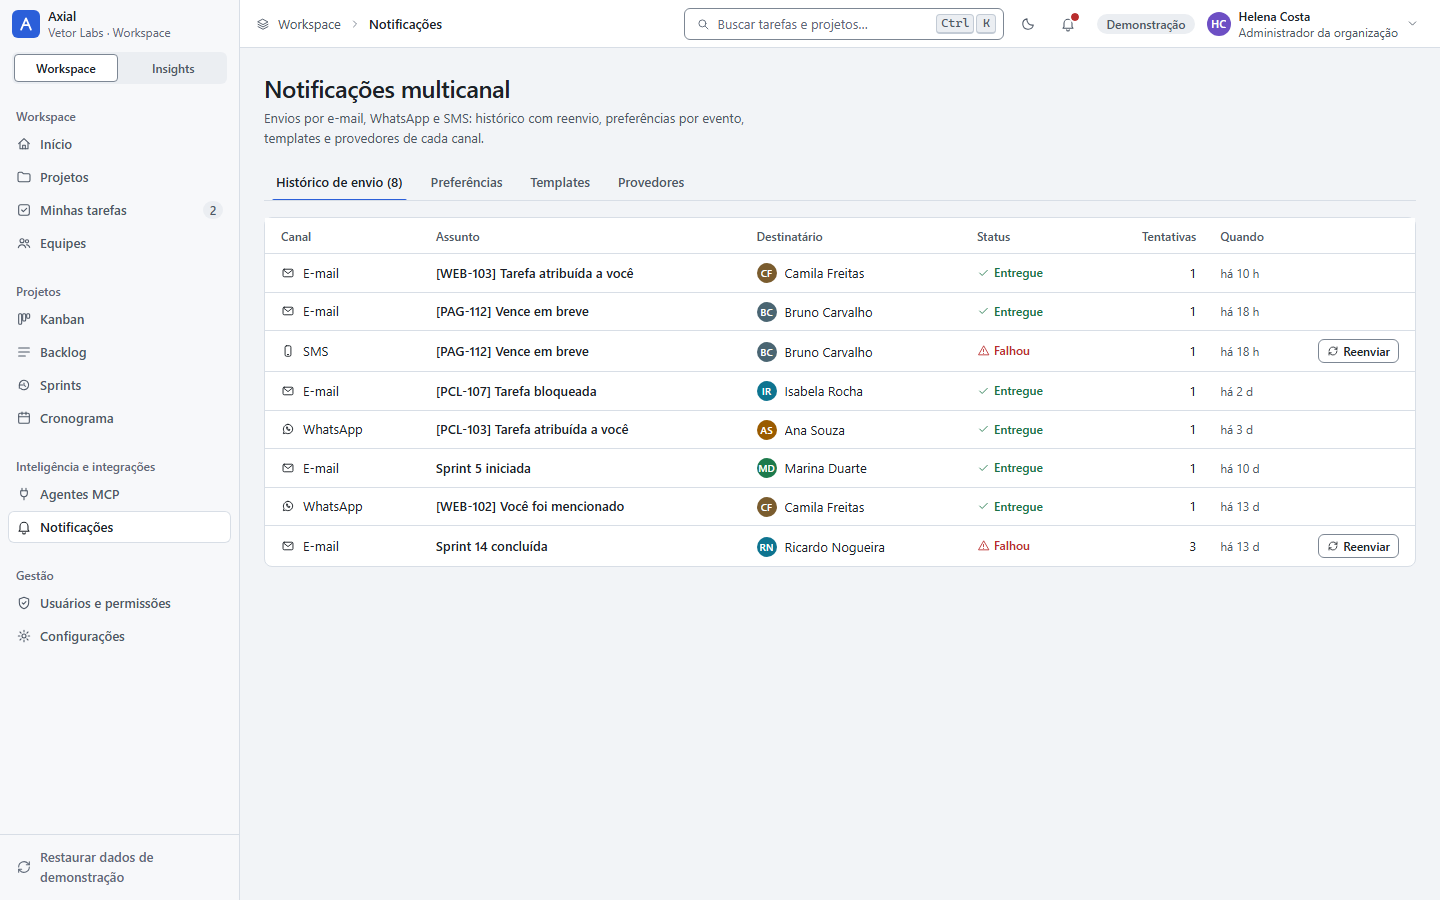 Axial
Vetor Labs · Workspace
Workspace
Insights
Workspace
Início
Projetos
Minhas tarefas
2
Equipes
Projetos
Kanban
Backlog
Sprints
Cronograma
Inteligência e integrações
Agentes MCP
Notificações
Gestão
Usuários e permissões
Configurações
Restaurar dados de
demonstração
Workspace
Notificações
Buscar tarefas e projetos...
Ctrl K
Demonstração
HC
Helena Costa
Administrador da organização
Notificações multicanal
Envios por e-mail, WhatsApp e SMS: histórico com reenvio, preferências por evento,
templates e provedores de cada canal.
Histórico de envio (8)
Preferências
Templates
Provedores
Canal Assunto Destinatário Status Tentativas Quando
E-mail [WEB-103] Tarefa atribuída a você CF Camila Freitas Entregue 1 há 10 h
E-mail [PAG-112] Vence em breve BC Bruno Carvalho Entregue 1 há 18 h
SMS [PAG-112] Vence em breve BC Bruno Carvalho Falhou 1 há 18 h Reenviar
E-mail [PCL-107] Tarefa bloqueada IR Isabela Rocha Entregue 1 há 2 d
WhatsApp [PCL-103] Tarefa atribuída a você AS Ana Souza Entregue 1 há 3 d
E-mail Sprint 5 iniciada MD Marina Duarte Entregue 1 há 10 d
WhatsApp [WEB-102] Você foi mencionado CF Camila Freitas Entregue 1 há 13 d
E-mail Sprint 14 concluída RN Ricardo Nogueira Falhou 3 há 13 d Reenviar